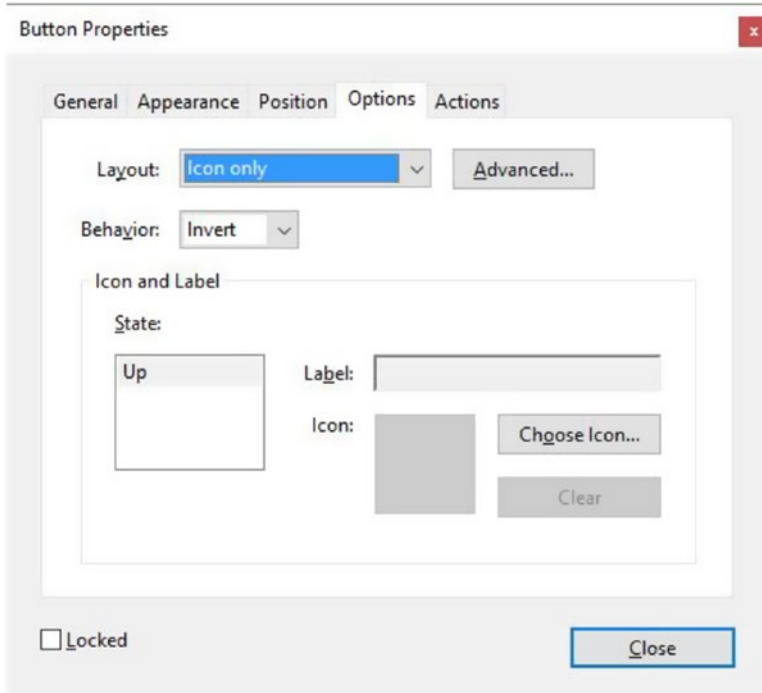 Button Properties
x
General Appearance Position Options Actions
Layout: Icon only Advanced...
Behavior: Invert
Icon and Label
State:
Up
Label:
Icon: Choose Icon...
Clear
Locked
Close